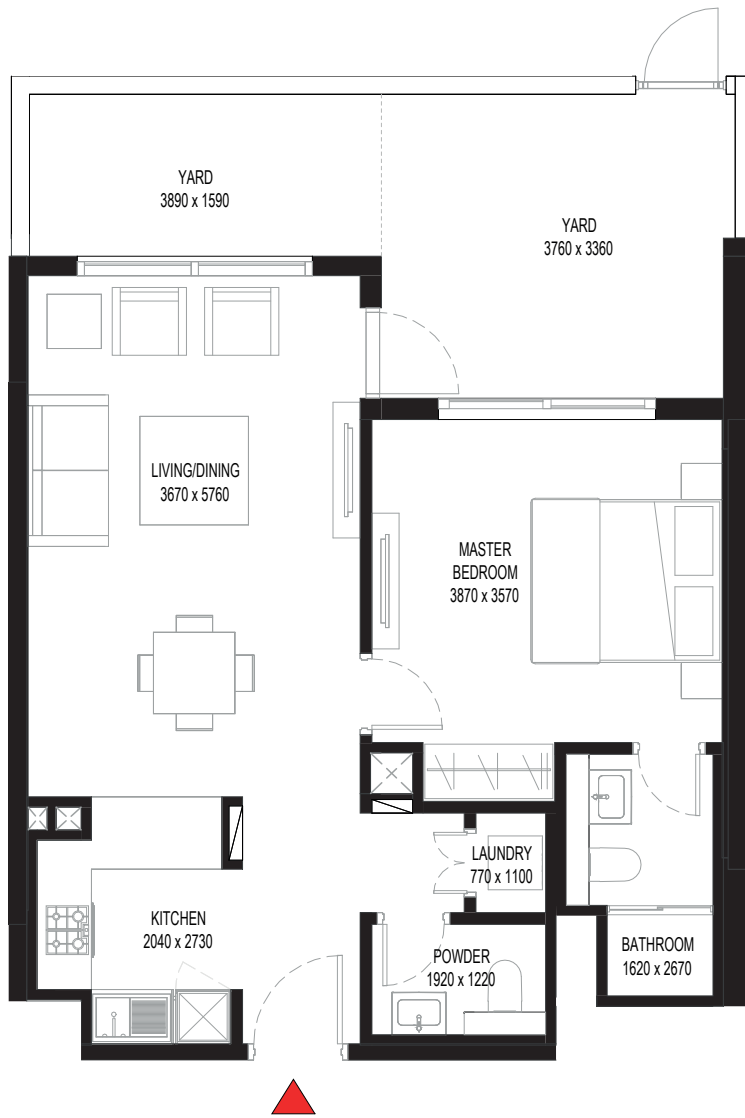 YARD
3890 x 1590
YARD
3760 x 3360
LIVING/DINING
3670 x 5760
MASTER
BEDROOM
3870 x 3570
LAUNDRY
770 x 1100
KITCHEN
2040 x 2730
POWDER
1920 x 1220
BATHROOM
1620 x 2670